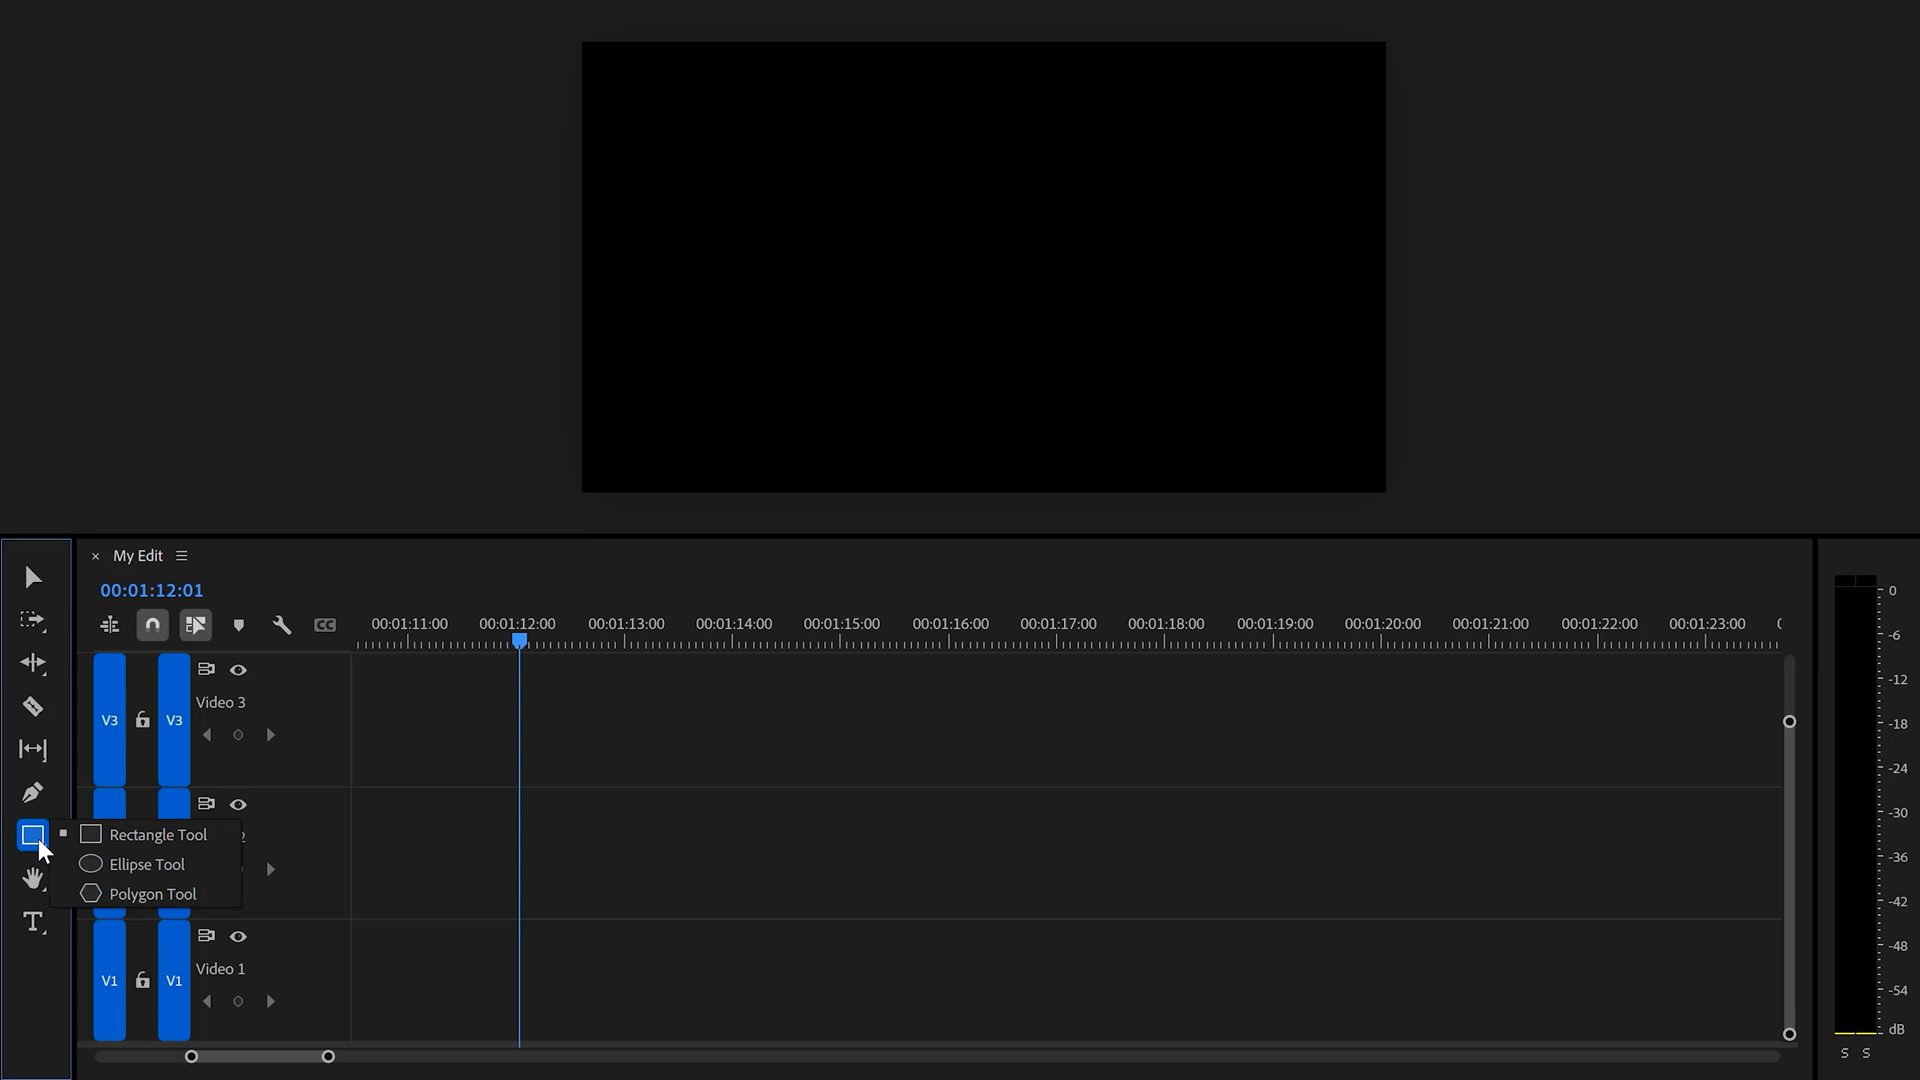 My Edit
00:01:12:01
CC
00:01:11:00 00:01:12:00 00:01:13:00 00:01:14:00 00:01:15:00 00:01:16:00 00:01:17:00 00:01:18:00 00:01:19:00 00:01:20:00 00:01:21:00 00:01:22:00 00:01:23:00
V3 V3 Video 3
Rectangle Tool
Ellipse Tool
Polygon Tool
T
V1 V1 Video 1
0
-6
-12
-18
-24
-30
-36
-42
-48
-54
dB
S S